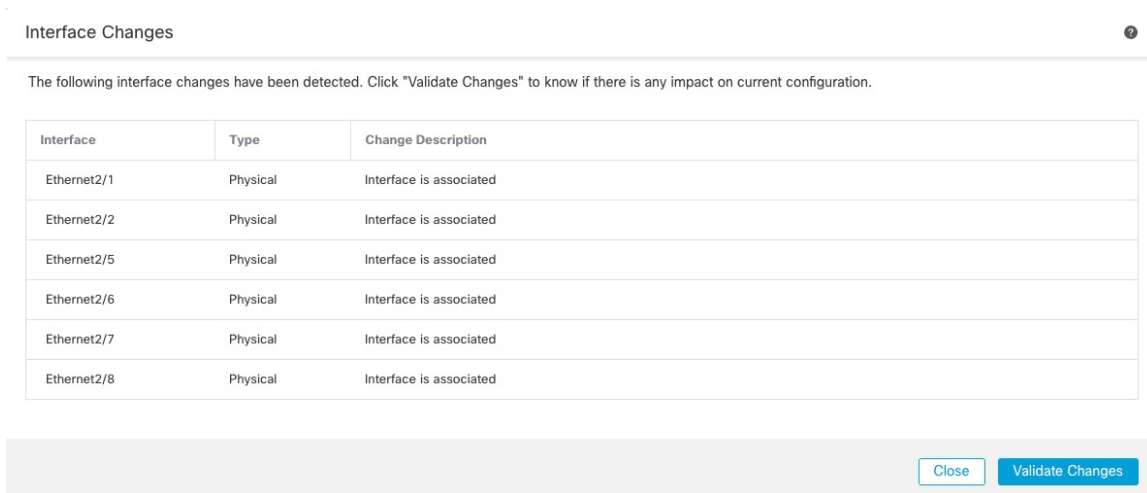 Interface Changes
The following interface changes have been detected. Click "Validate Changes" to know if there is any impact on current configuration.
Interface Type Change Description
Ethernet2/1 Physical Interface is associated
Ethernet2/2 Physical Interface is associated
Ethernet2/5 Physical Interface is associated
Ethernet2/6 Physical Interface is associated
Ethernet2/7 Physical Interface is associated
Ethernet2/8 Physical Interface is associated
Close Validate Changes